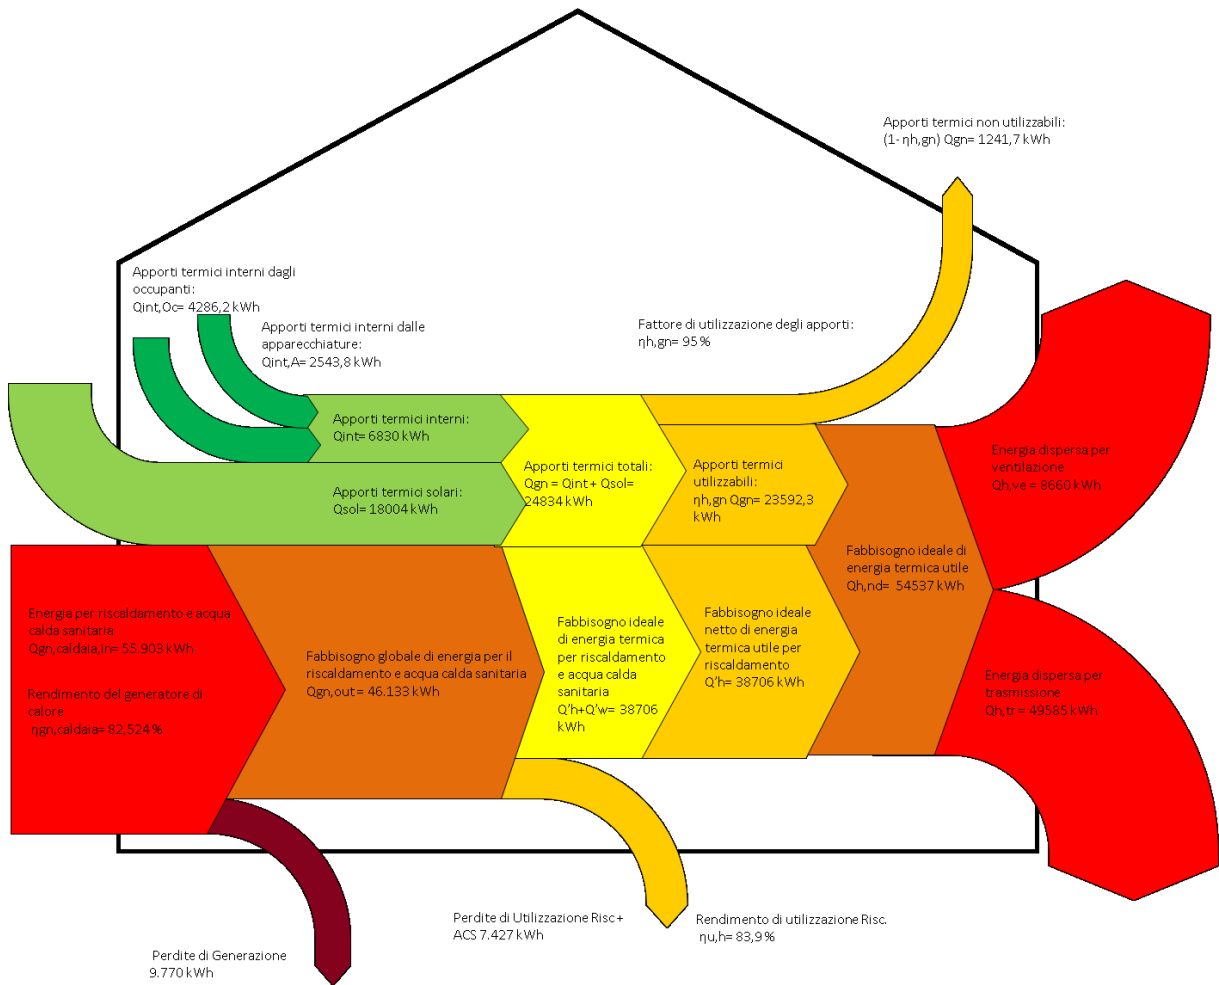 Apporti termici non utilizzabili:
(1- ηh,gn) Qgn= 1241,7 kWh
Apporti termici interni dagli
occupanti:
Qint,Oc= 4286,2 kWh
Apporti termici interni dalle
apparecchiature:
Qint,A= 2543,8 kWh
Fattore di utilizzazione degli apporti:
ηh,gn= 95%
Apporti termici interni:
Qint= 6830 kWh
Apporti termici solari:
Qsol= 18004 kWh
Apporti termici totali:
Qgn = Qint + Qsol=
24834 kWh
Apporti termici
utilizzabili:
ηh,gn Qgn= 23592,3
kWh
Energia dispersa per
ventilazione
Qh,ve = 8660 kWh
Fabbisogno ideale di
energia termica utile
Qh,nd= 54537 kWh
Energia per riscaldamento e acqua
calda sanitaria
Qgn,caldaia,in= 55.903 kWh
Rendimento del generatore di
calore
ηgn,caldaia= 82,524%
Fabbisogno globale di energia per il
riscaldamento e acqua calda sanitaria
Qgn,out = 46.133 kWh
Fabbisogno ideale
di energia termica
per riscaldamento
e acqua calda
sanitaria
Q'h+Q'w= 38706
kWh
Fabbisogno ideale
netto di energia
termica utile per
riscaldamento
Q'h= 38706 kWh
Energia dispersa per
trasmissione
Qh,tr = 49585 kWh
Perdite di Utilizzazione Risc+
ACS 7.427 kWh
Rendimento di utilizzazione Risc.
ηu,h= 83,9%
Perdite di Generazione
9.770 kWh